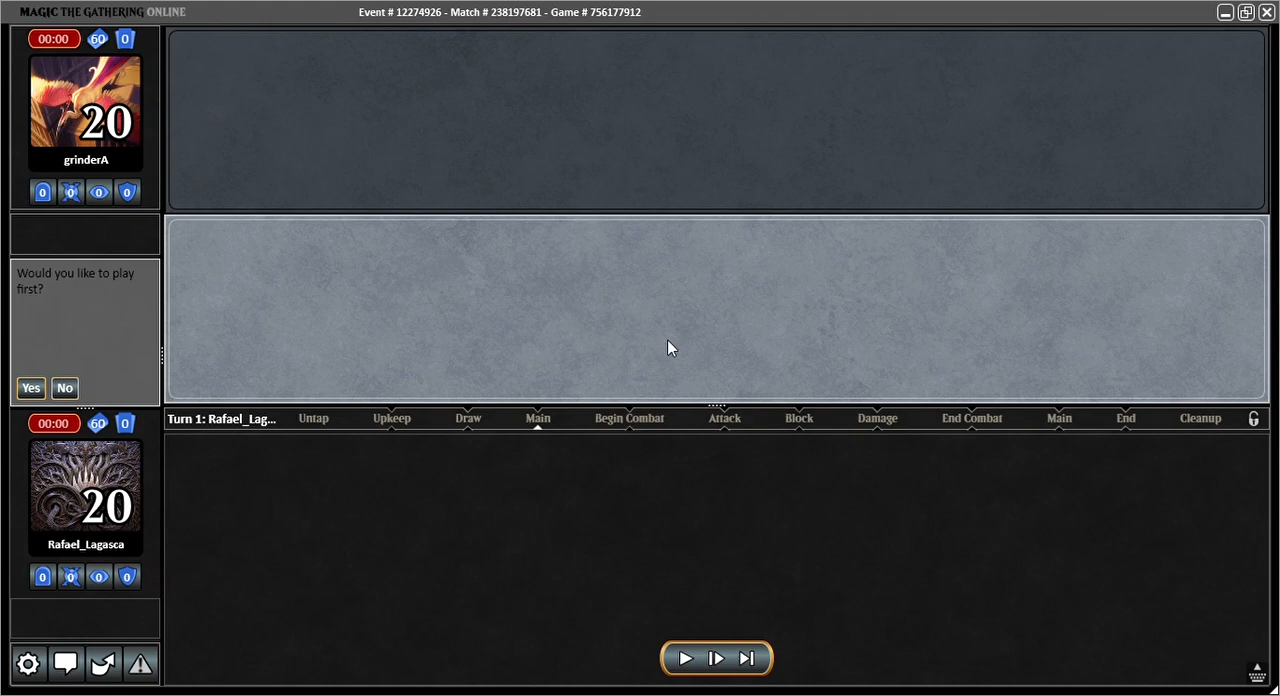 MAGIC THE GATHERING ONLINE
Event # 12274926 - Match # 238197681 - Game # 756177912
00:00 60 0
20
grinderA
0 0 0 0
Would you like to play
first?
Yes No
00:00 60 0
Turn 1: Rafael_Lag... Untap Upkeep Draw Main Begin Combat Attack Block Damage End Combat Main End Cleanup
20
Rafael_Lagasca
0 0 0 0